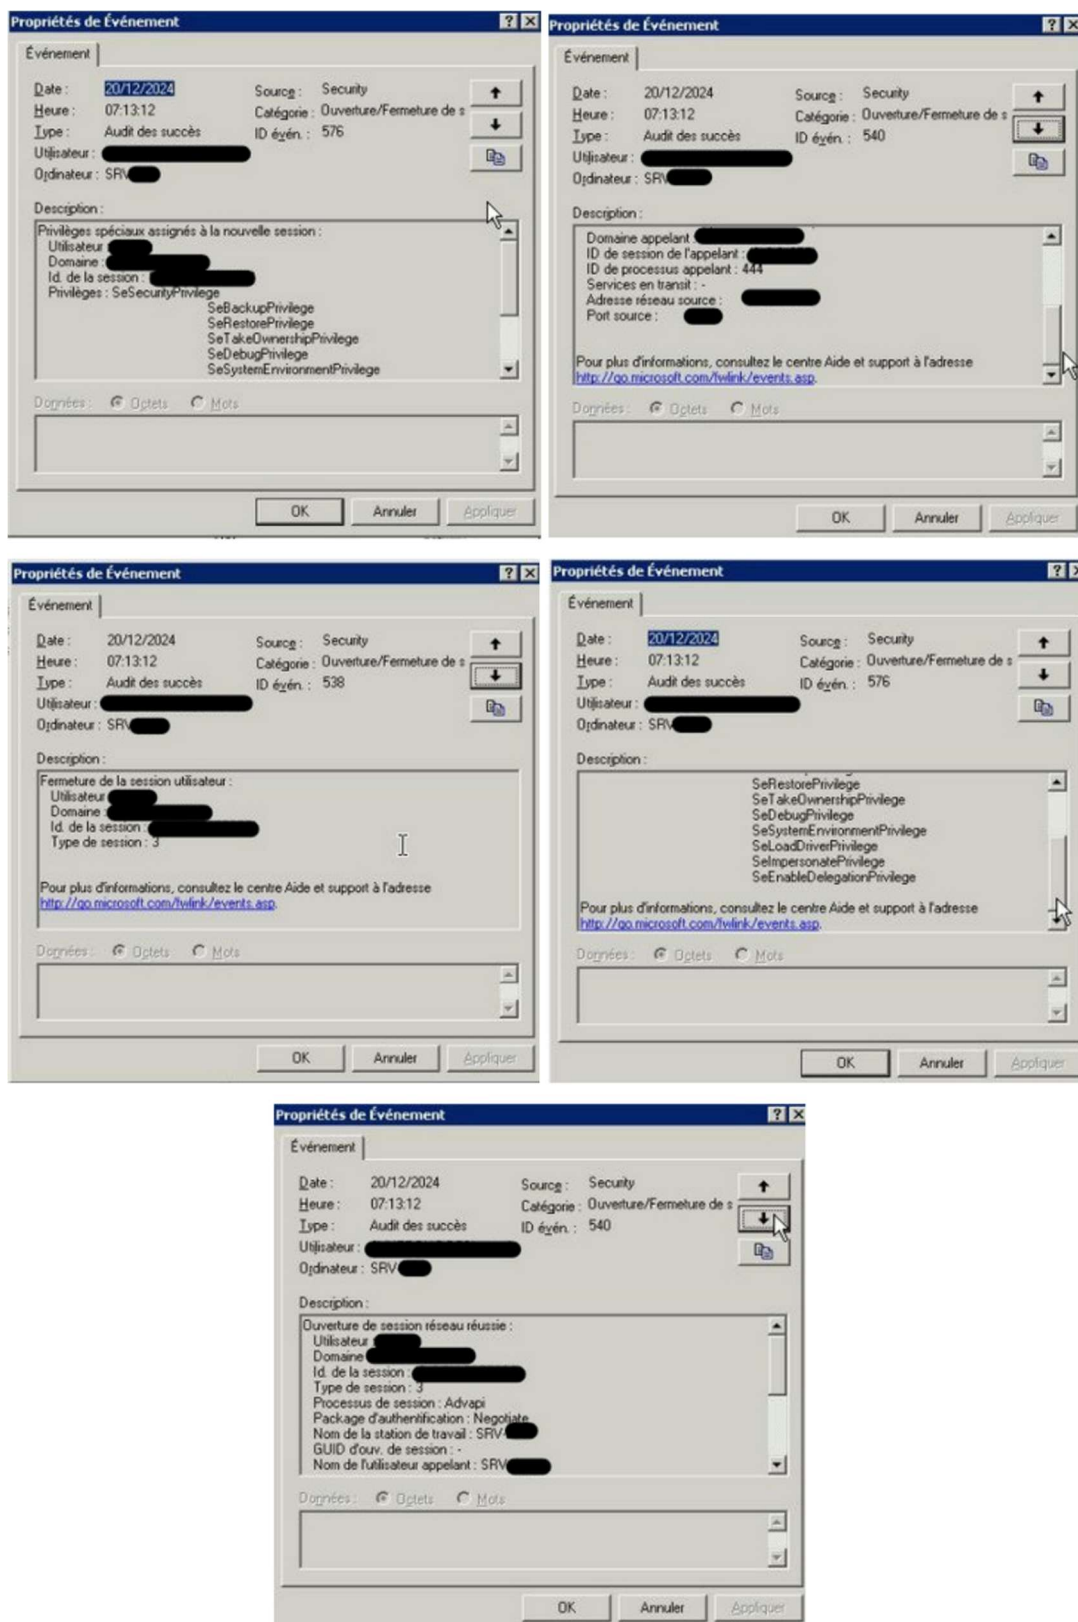 Propriétés de Événement
Événement
Date : 20/12/2024 Source : Security
Heure : 07:13:12 Catégorie : Ouverture/Fermeture de s
Type : Audit des succès ID évén. : 576
Utilisateur :
Ordinateur : SRV
Description :
Privilèges spéciaux assignés à la nouvelle session :
Utilisateur
Domaine :
Id. de la session :
Privilèges : SeSecurityPrivilege
SeBackupPrivilege
SeRestorePrivilege
SeTakeOwnershipPrivilege
SeDebugPrivilege
SeSystemEnvironmentPrivilege
Données : Octets Mots
OK Annuler Appliquer
Propriétés de Événement
Événement
Date : 20/12/2024 Source : Security
Heure : 07:13:12 Catégorie : Ouverture/Fermeture de s
Type : Audit des succès ID évén. : 540
Utilisateur :
Ordinateur : SRV
Description :
Domaine appelant :
ID de session de l'appelant :
ID de processus appelant : 444
Services en transit : -
Adresse réseau source :
Port source :
Pour plus d'informations, consultez le centre Aide et support à l'adresse
http://go.microsoft.com/fwlink/events.asp.
Données : Octets Mots
OK Annuler Appliquer
Propriétés de Événement
Événement
Date : 20/12/2024 Source : Security
Heure : 07:13:12 Catégorie : Ouverture/Fermeture de s
Type : Audit des succès ID évén. : 538
Utilisateur :
Ordinateur : SRV
Description :
Fermeture de la session utilisateur :
Utilisateur
Domaine :
Id. de la session :
Type de session : 3
Pour plus d'informations, consultez le centre Aide et support à l'adresse
http://go.microsoft.com/fwlink/events.asp.
Données : Octets Mots
OK Annuler Appliquer
Propriétés de Événement
Événement
Date : 20/12/2024 Source : Security
Heure : 07:13:12 Catégorie : Ouverture/Fermeture de s
Type : Audit des succès ID évén. : 576
Utilisateur :
Ordinateur : SRV
Description :
SeRestorePrivilege
SeTakeOwnershipPrivilege
SeDebugPrivilege
SeSystemEnvironmentPrivilege
SeLoadDriverPrivilege
SeImpersonatePrivilege
SeEnableDelegationPrivilege
Pour plus d'informations, consultez le centre Aide et support à l'adresse
http://go.microsoft.com/fwlink/events.asp.
Données : Octets Mots
OK Annuler Appliquer
Propriétés de Événement
Événement
Date : 20/12/2024 Source : Security
Heure : 07:13:12 Catégorie : Ouverture/Fermeture de s
Type : Audit des succès ID évén. : 540
Utilisateur :
Ordinateur : SRV-
Description :
Ouverture de session réseau réussie :
Utilisateur :
Domaine
Id. de la session :
Type de session : 3
Processus de session : Advapi
Package d'authentification : Negotiate
Nom de la station de travail : SRV-
GUID d'ouv. de session : -
Nom de l'utilisateur appelant : SRV
Données : Octets Mots
OK Annuler Appliquer